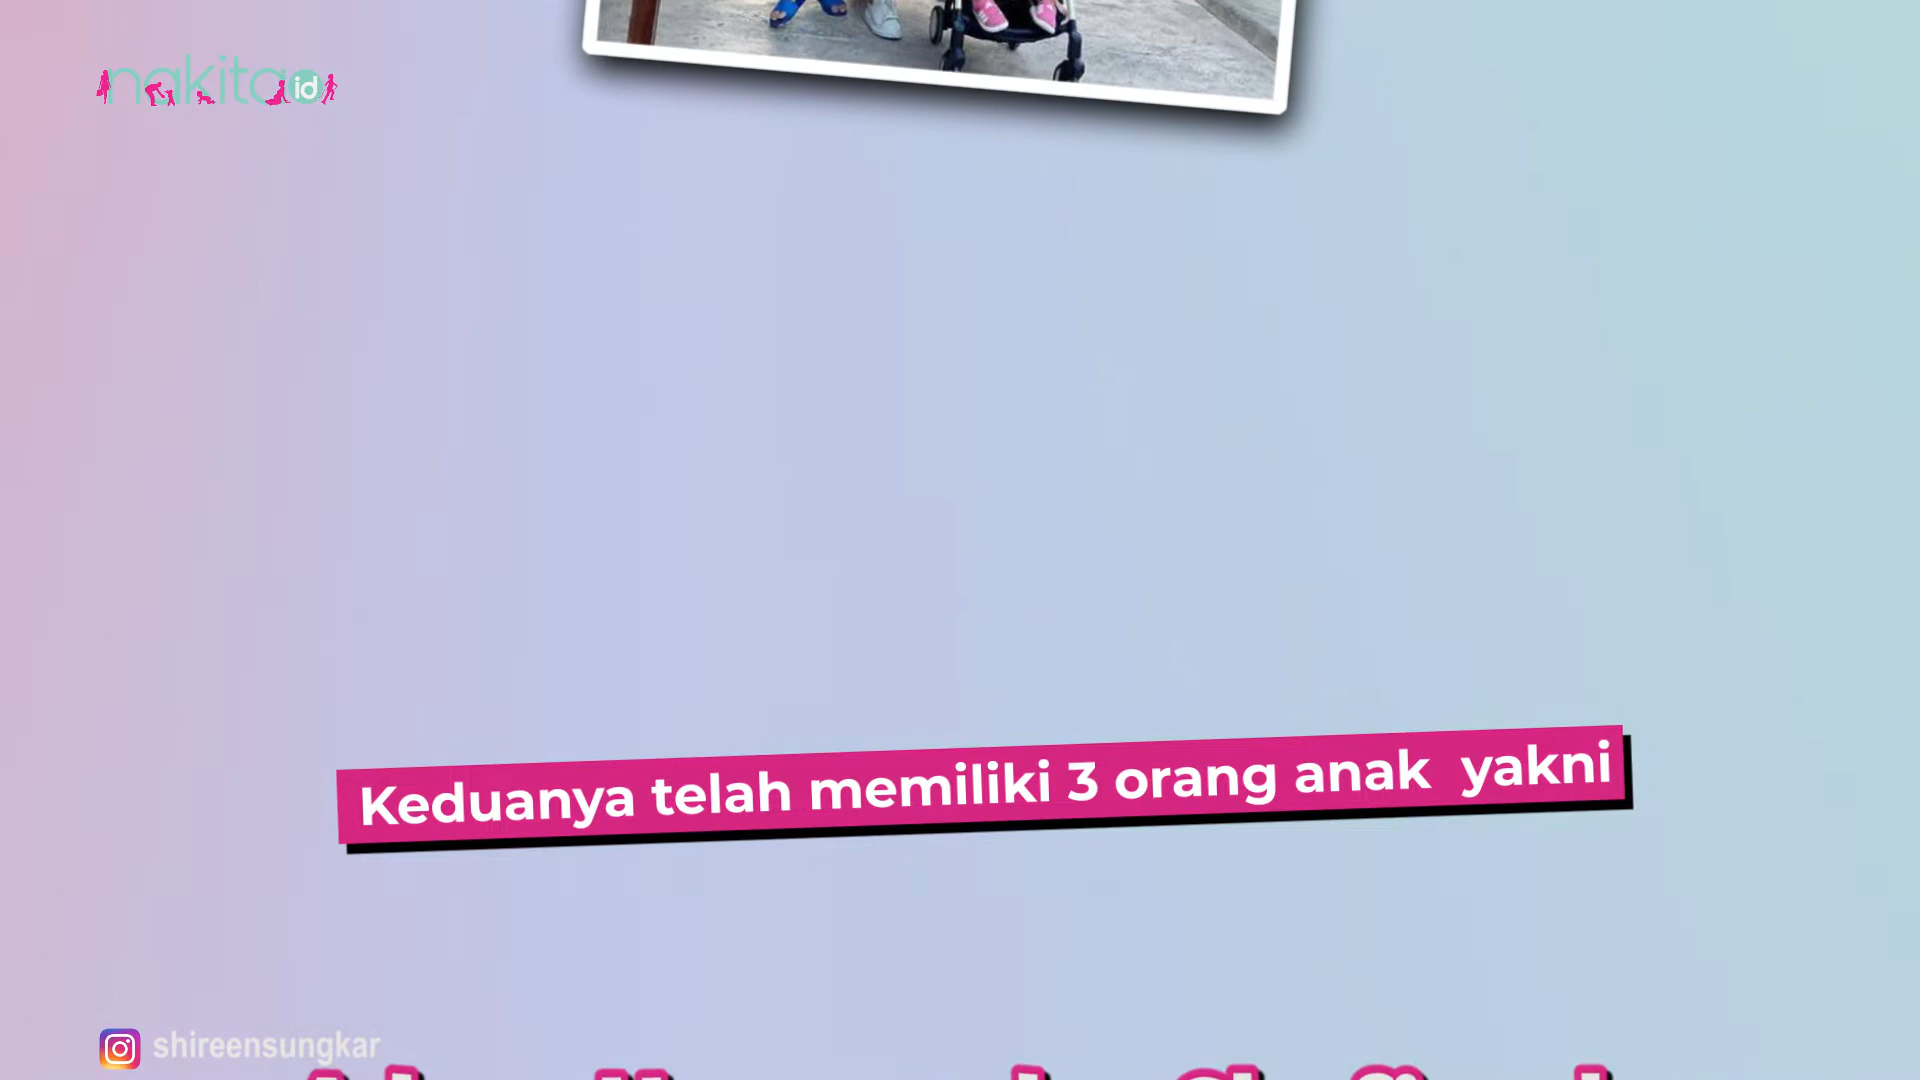 nakita
id
Keduanya telah memiliki 3 orang anak yakni
shireensungkar